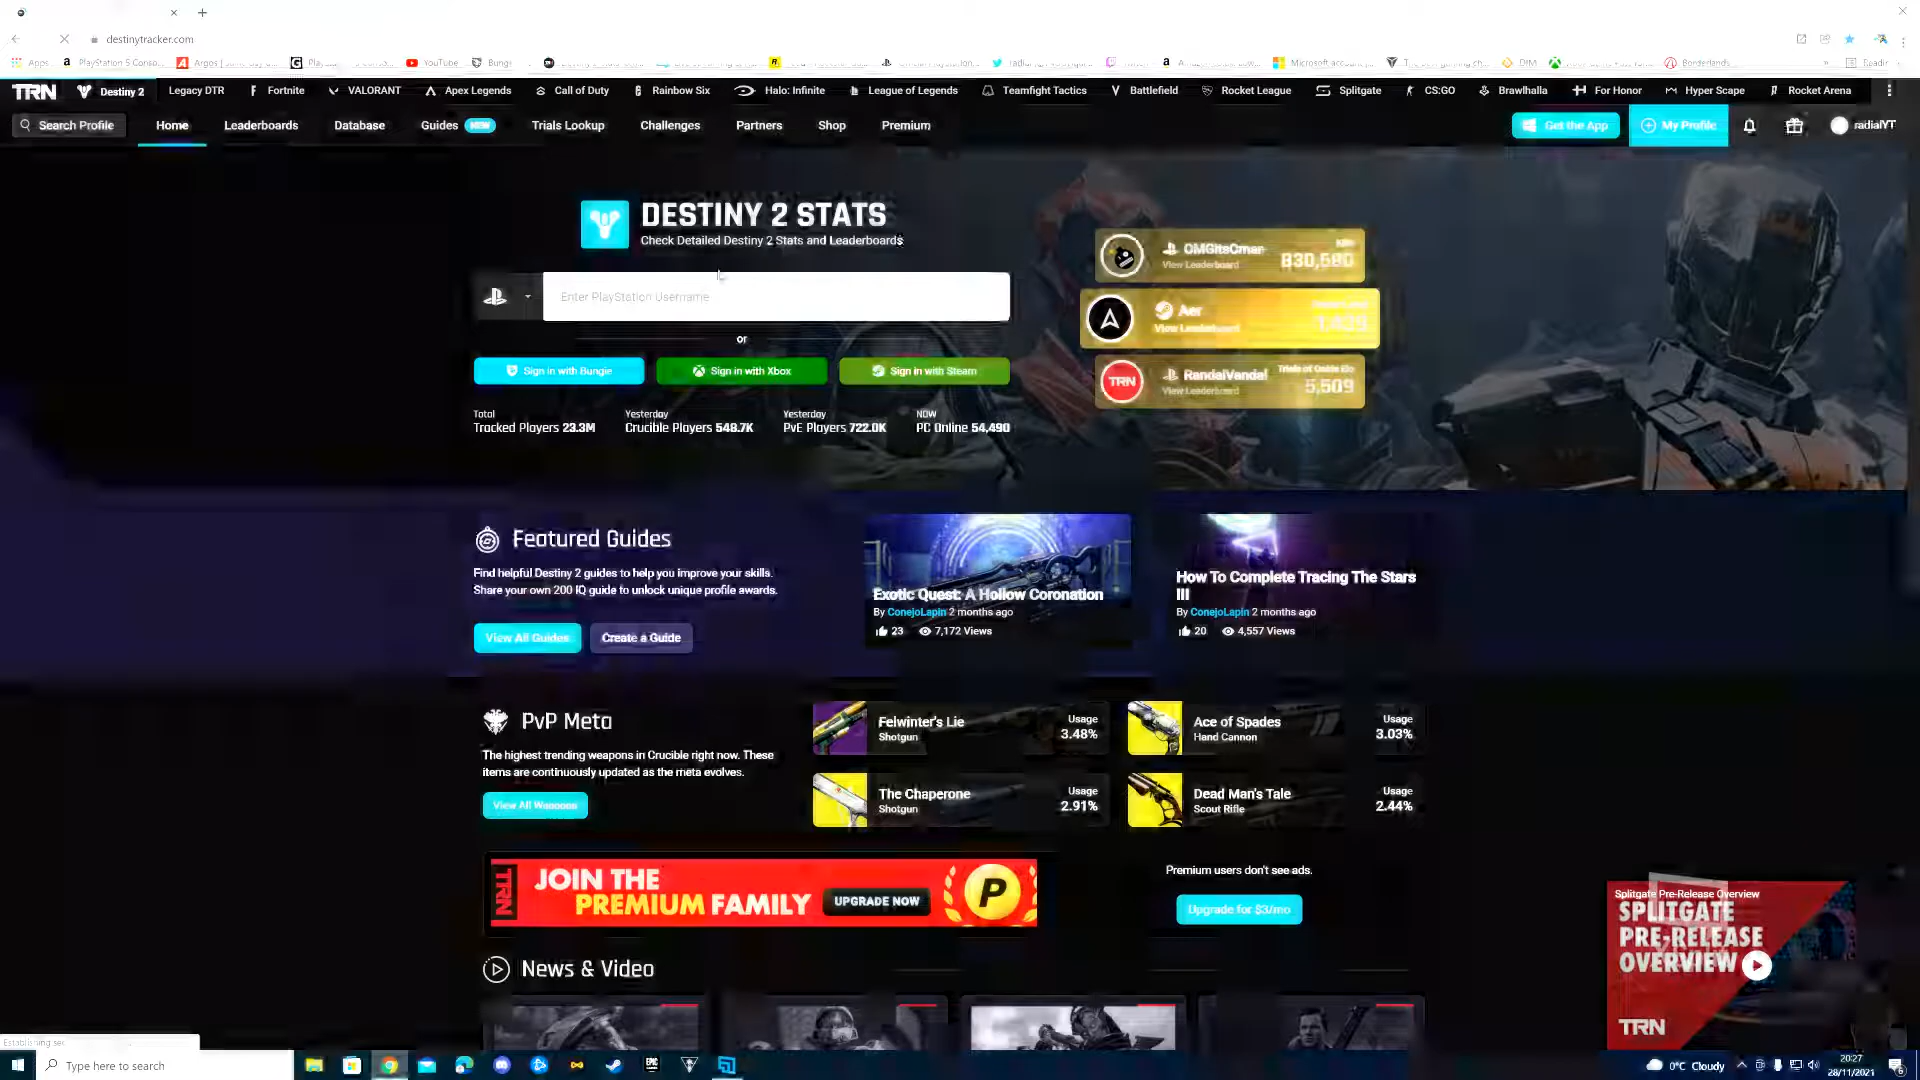 destinytracker.com
Apps
PlayStation 5 Conso...
YouTube
TRN
Destiny 2
Legacy DTR
Fortnite
VALORANT
Apex Legends
Call of Duty
Rainbow Six
Halo: Infinite
League of Legends
Teamfight Tactics
Battlefield
Rocket League
Splitgate
CS:GO
Brawlhalla
For Honor
Hyper Scape
Rocket Arena
Search Profile
Home
Leaderboards
Database
Guides NEW
Trials Lookup
Challenges
Partners
Shop
Premium
Get the App
My Profile
radialYT
DESTINY 2 STATS
Check Detailed Destiny 2 Stats and Leaderboards
Enter PlayStation Username
or
Sign in with Bungie
Sign in with Xbox
Sign in with Steam
Total
Tracked Players 23.3M
Yesterday
Crucible Players 548.7K
Yesterday
PvE Players 722.0K
NOW
PC Online 54,490
OMGitsCmar
View Leaderboard
830,580
Aer
View Leaderboard
TRN
RandalVandal
View Leaderboard
5,509
Featured Guides
Find helpful Destiny 2 guides to help you improve your skills.
Share your own 200 IQ guide to unlock unique profile awards.
View All Guides
Create a Guide
Exotic Quest: A Hollow Coronation
By ConejoLapin 2 months ago
23
7,172 Views
How To Complete Tracing The Stars
III
By ConejoLapin 2 months ago
20
4,557 Views
PvP Meta
The highest trending weapons in Crucible right now. These
items are continuously updated as the meta evolves.
View All Weapons
Felwinter's Lie
Shotgun
Usage
3.48%
Ace of Spades
Hand Cannon
Usage
3.03%
The Chaperone
Shotgun
Usage
2.91%
Dead Man's Tale
Scout Rifle
Usage
2.44%
TRN
JOIN THE
PREMIUM FAMILY
UPGRADE NOW
P
Premium users don't see ads.
Upgrade for $3/mo
News & Video
Splitgate Pre-Release Overview
SPLITGATE
PRE-RELEASE
OVERVIEW
TRN
Type here to search
0°C Cloudy
20:27
28/11/2021